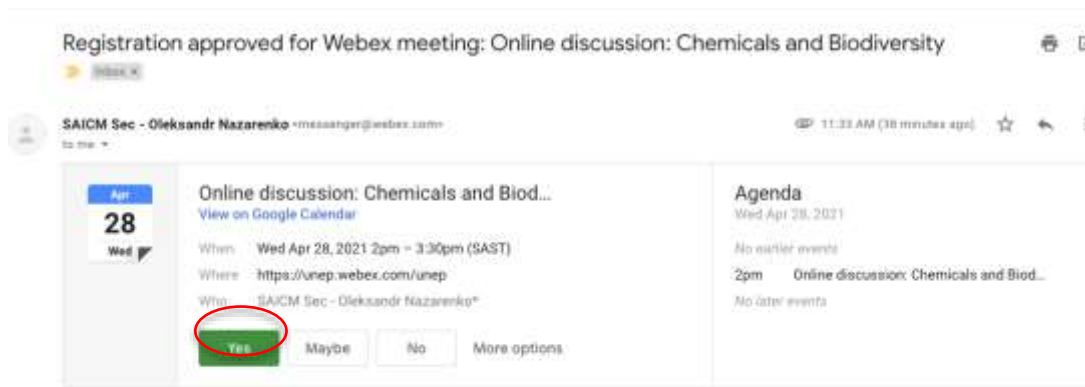 Registration approved for Webex meeting: Online discussion: Chemicals and Biodiversity
Inbox x
SAICM Sec - Oleksandr Nazarenko <messenger@webex.com>
11:33 AM (38 minutes ago)
to me
Apr
28
Wed
Online discussion: Chemicals and Biod...
View on Google Calendar
When Wed Apr 28, 2021 2pm – 3:30pm (SAST)
Where https://unep.webex.com/unep
Who SAICM Sec - Oleksandr Nazarenko*
Yes Maybe No More options
Agenda
Wed Apr 28, 2021
No earlier events
2pm Online discussion: Chemicals and Biod...
No later events